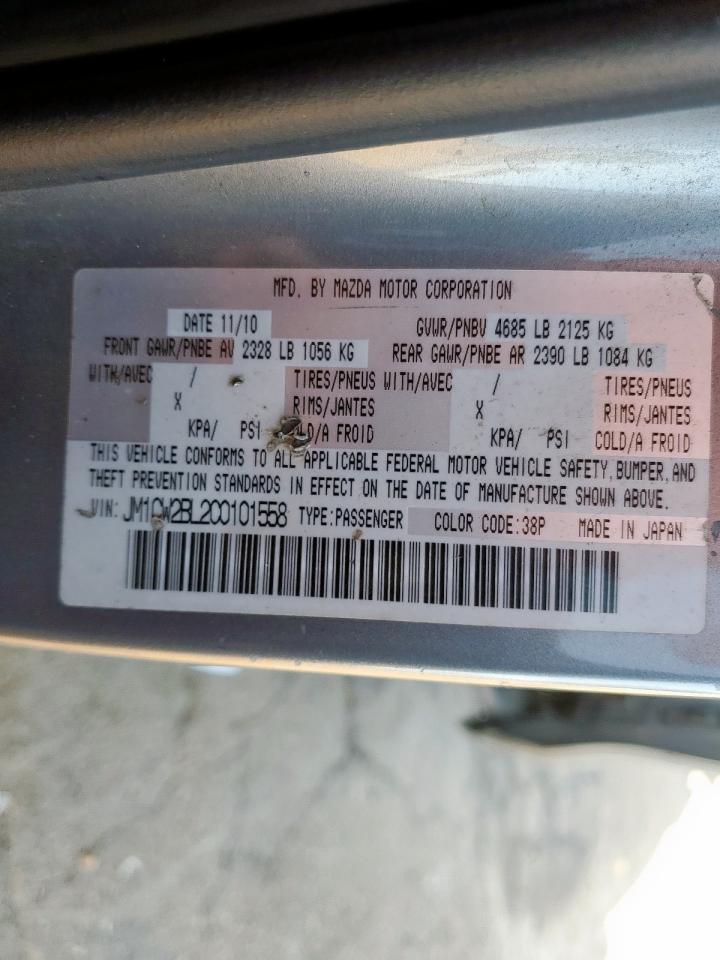 MFD. BY MAZDA MOTOR CORPORATION
DATE 11/10 GVWR/PNBV 4685 LB 2125 KG
FRONT GAWR/PNBE AV 2328 LB 1056 KG REAR GAWR/PNBE AR 2390 LB 1084 KG
WITH/AVEC / TIRES/PNEUS WITH/AVEC / TIRES/PNEUS
X RIMS/JANTES X RIMS/JANTES
KPA/ PSI COLD/A FROID KPA/ PSI COLD/A FROID
THIS VEHICLE CONFORMS TO ALL APPLICABLE FEDERAL MOTOR VEHICLE SAFETY, BUMPER, AND
THEFT PREVENTION STANDARDS IN EFFECT ON THE DATE OF MANUFACTURE SHOWN ABOVE.
VIN: JM1CW2BL2C0101558 TYPE:PASSENGER COLOR CODE:38P MADE IN JAPAN